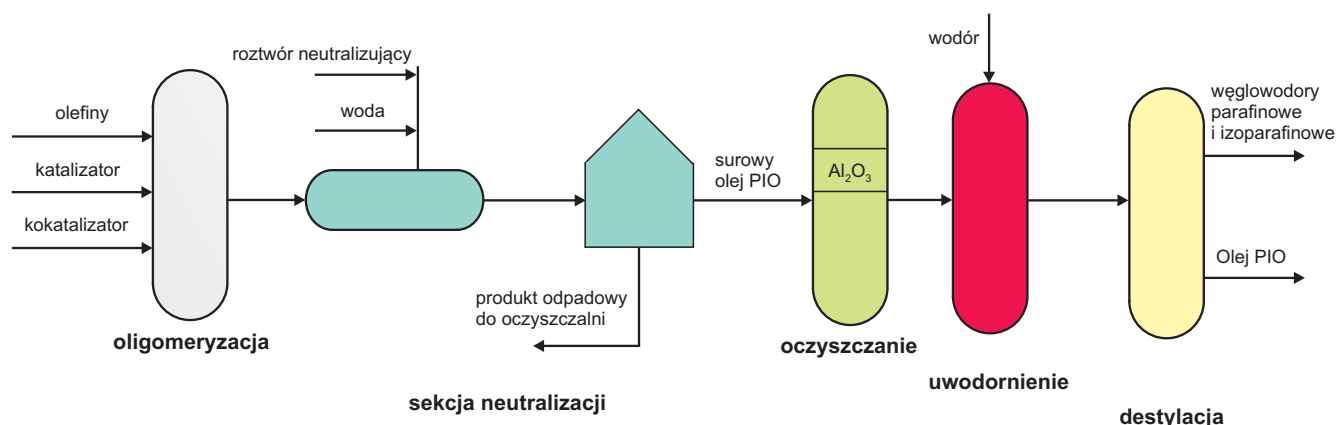 olefiny
katalizator
kokatalizator
oligomeryzacja
roztwór neutralizujący
woda
sekcja neutralizacji
produkt odpadowy
do oczyszczalni
surowy
olej PIO
Al₂O₃
oczyszczanie
wodór
uwodornienie
węglowodory
parafinowe
i izoparafinowe
Olej PIO
destylacja